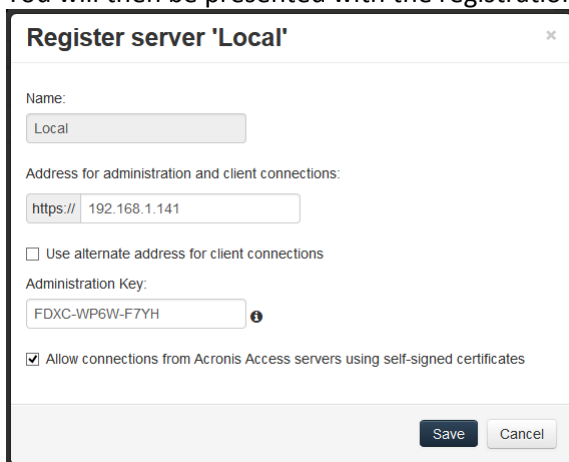 You will then be presented with the registration
Register server 'Local'
×
Name:
Local
Address for administration and client connections:
https:// 192.168.1.141
Use alternate address for client connections
Administration Key:
FDXC-WP6W-F7YH
Allow connections from Acronis Access servers using self-signed certificates
Save Cancel